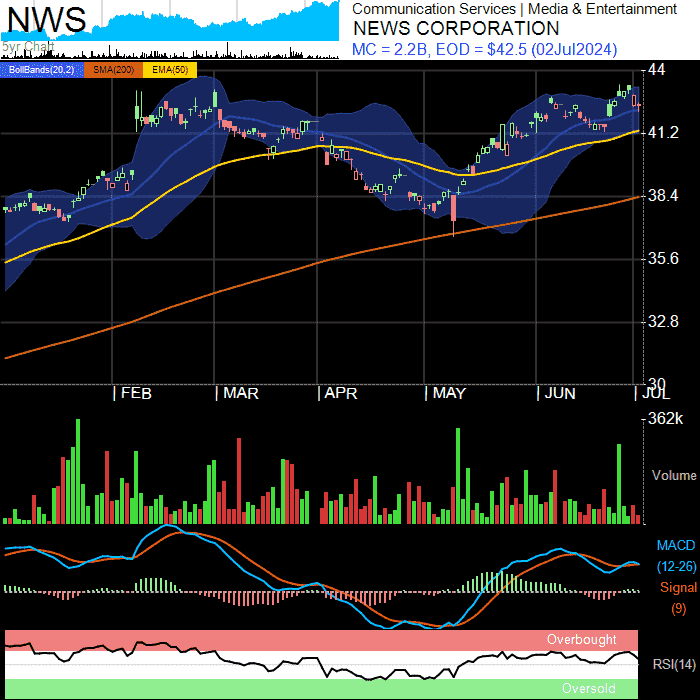 NWS
5yr Chart
Communication Services | Media & Entertainment
NEWS CORPORATION
MC = 2.2B, EOD = $42.5 (02Jul2024)
BollBands(20,2) SMA(200) EMA(50)
44
41.2
38.4
35.6
32.8
30
FEB MAR APR MAY JUN JUL
362k
Volume
MACD
(12-26)
Signal
(9)
Overbought
RSI(14)
Oversold